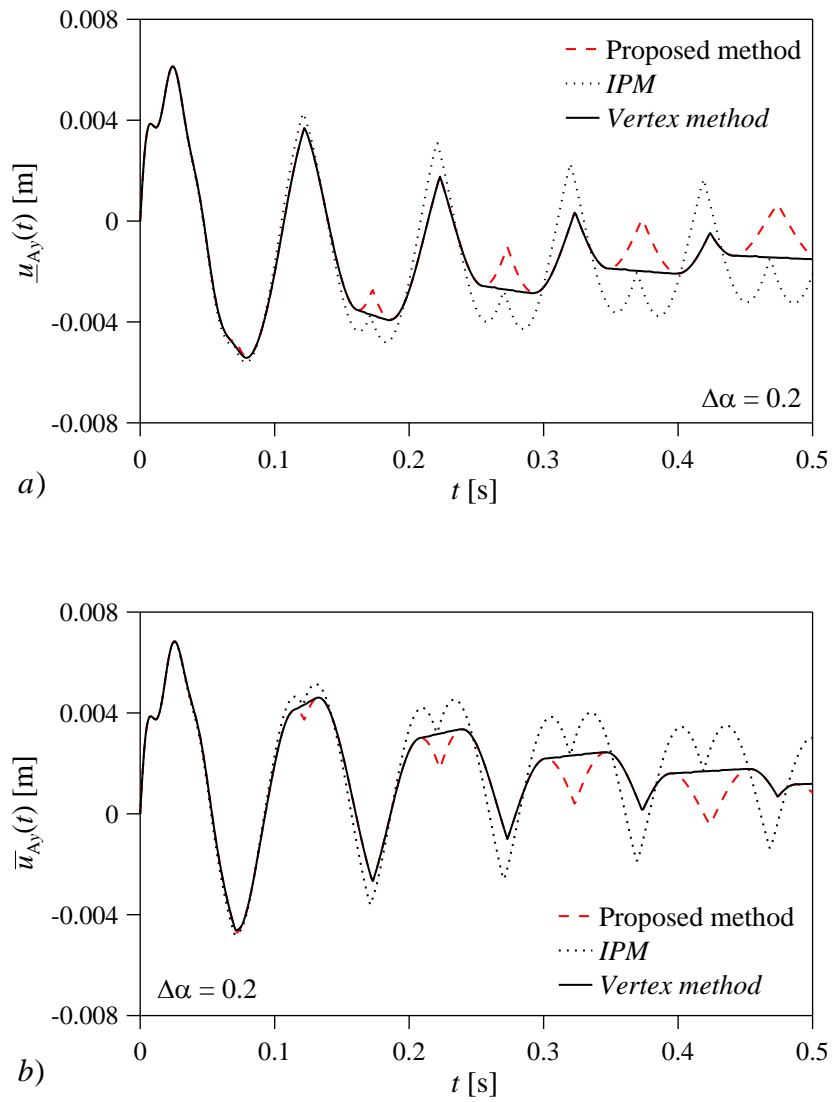 0.008
Proposed method
IPM
Vertex method
0.004
0
-0.004
-0.008
u̲Ay(t) [m]
Δα = 0.2
0 0.1 0.2 0.3 0.4 0.5
t [s]
a)
0.008
0.004
0
-0.004
-0.008
u̅Ay(t) [m]
Proposed method
IPM
Vertex method
Δα = 0.2
0 0.1 0.2 0.3 0.4 0.5
t [s]
b)